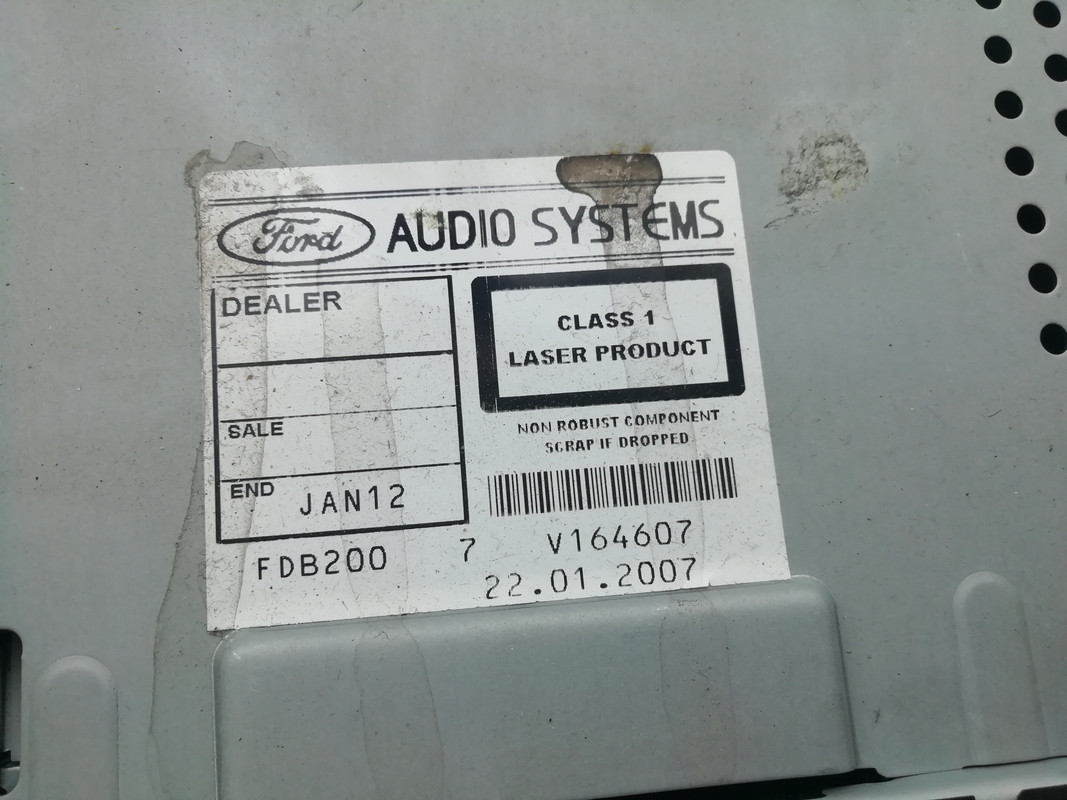 Ford AUDIO SYSTEMS
DEALER
SALE
END JAN12
CLASS 1
LASER PRODUCT
NON ROBUST COMPONENT
SCRAP IF DROPPED
FDB200 7 V164607
22.01.2007